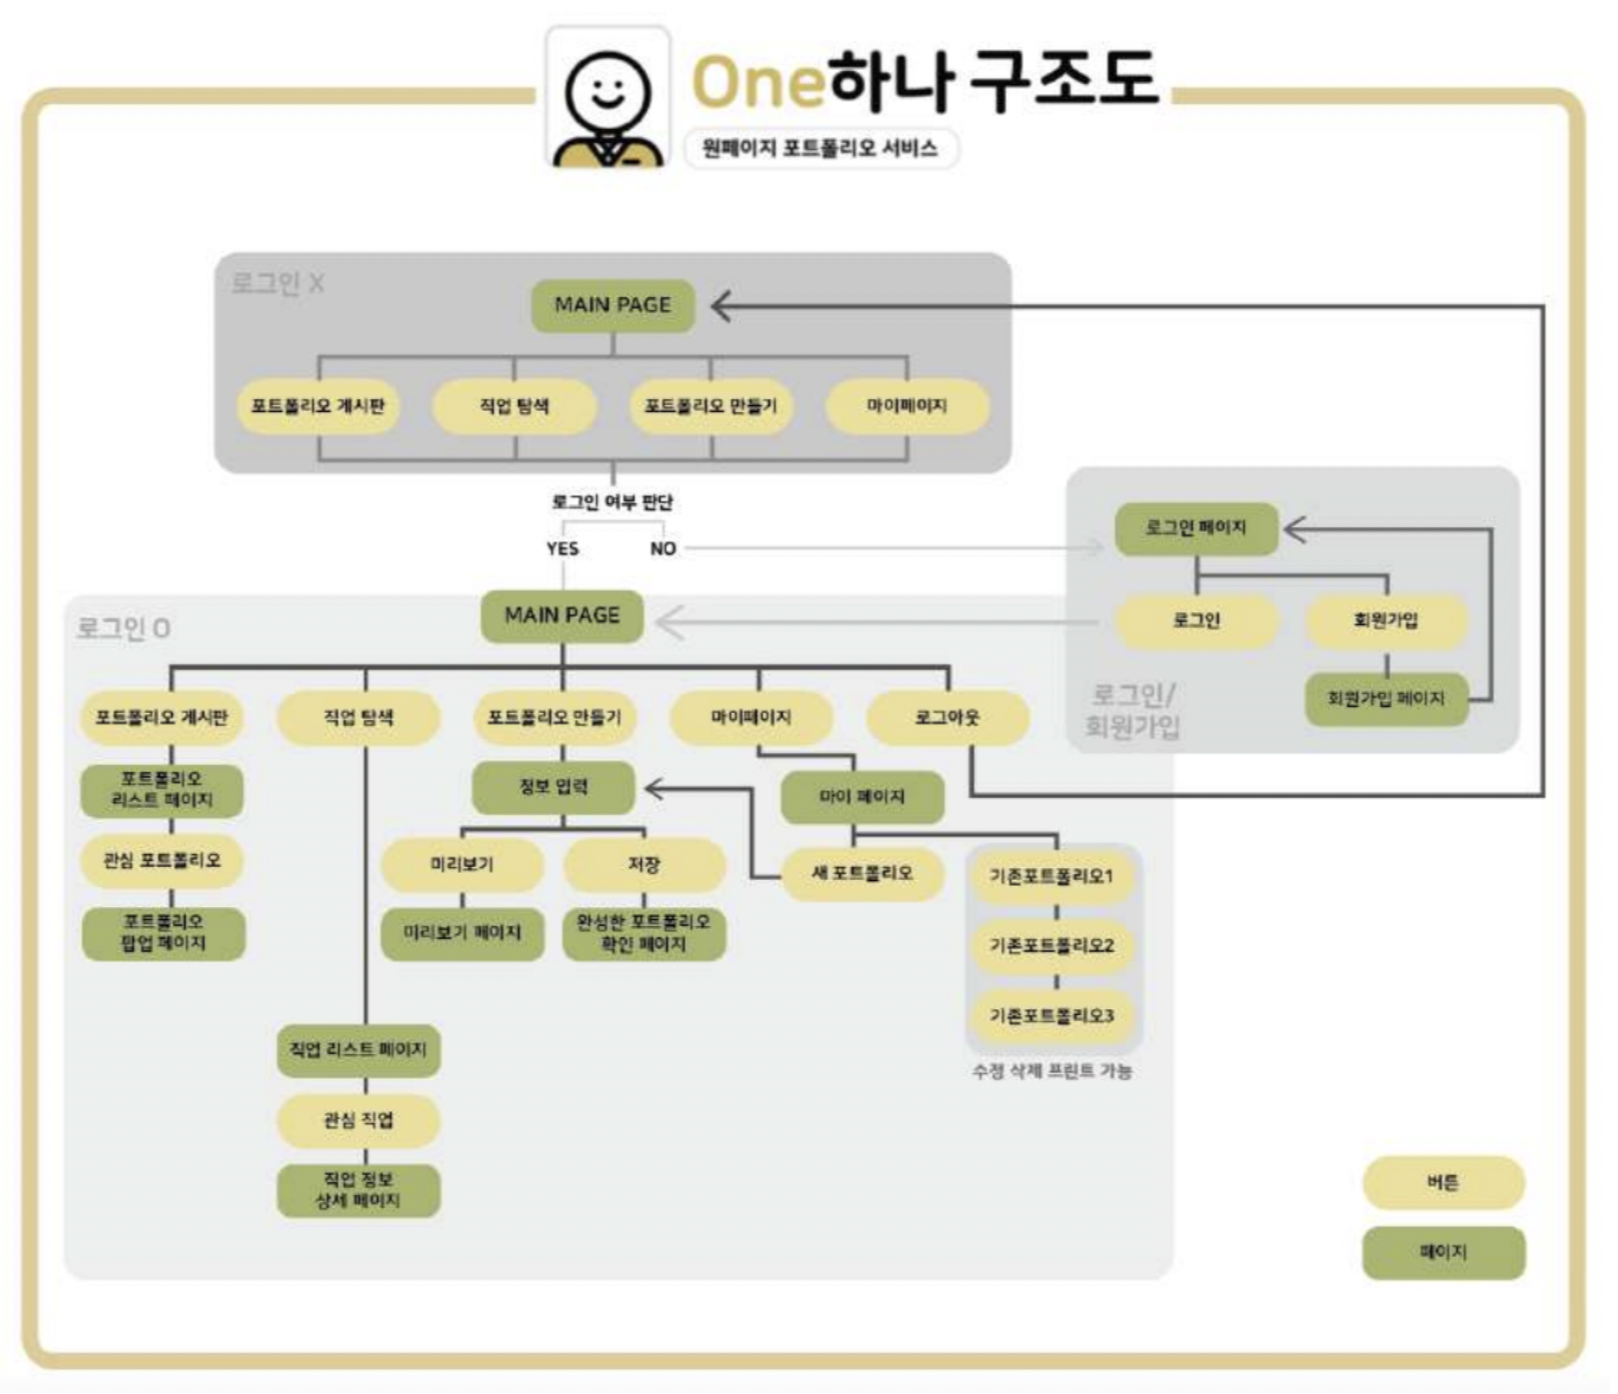 One하나 구조도
원페이지 포트폴리오 서비스
로그인 X
MAIN PAGE
포트폴리오 게시판
직업 탐색
포트폴리오 만들기
마이페이지
로그인 여부 판단
YES
NO
로그인 페이지
로그인
회원가입
회원가입 페이지
로그인/
회원가입
로그인 O
MAIN PAGE
포트폴리오 게시판
직업 탐색
포트폴리오 만들기
마이페이지
로그아웃
포트폴리오
리스트 페이지
정보 입력
마이 페이지
관심 포트폴리오
미리보기
저장
새 포트폴리오
기존포트폴리오1
포트폴리오
팝업 페이지
미리보기 페이지
완성한 포트폴리오
확인 페이지
기존포트폴리오2
기존포트폴리오3
수정 삭제 프린트 가능
직업 리스트 페이지
관심 직업
직업 정보
상세 페이지
버튼
페이지